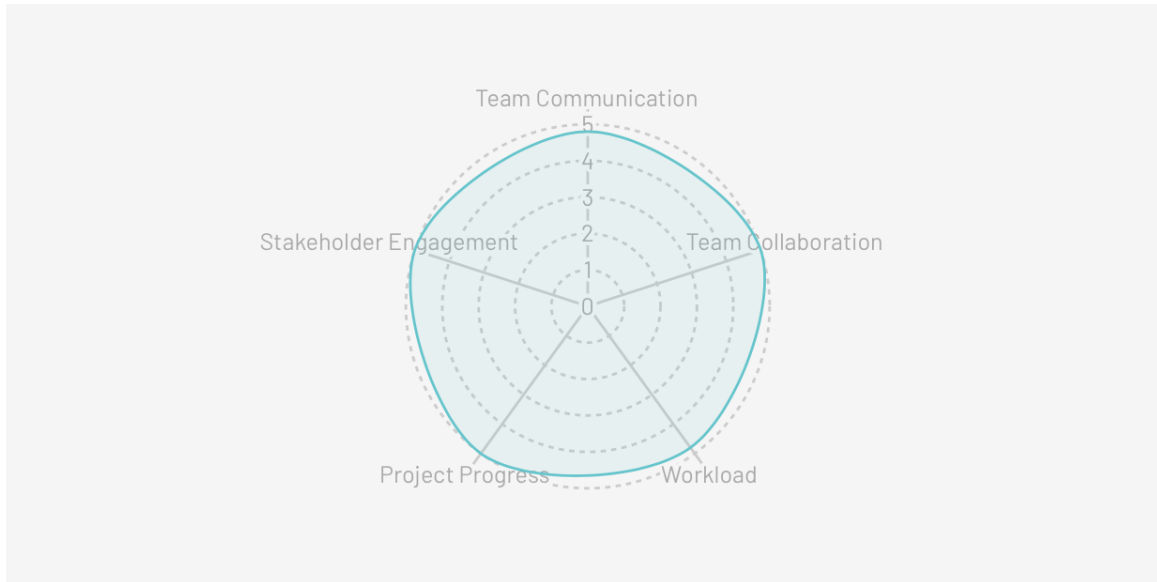 Team Communication
5
4
3
2
1
0
Stakeholder Engagement
Team Collaboration
Project Progress
Workload